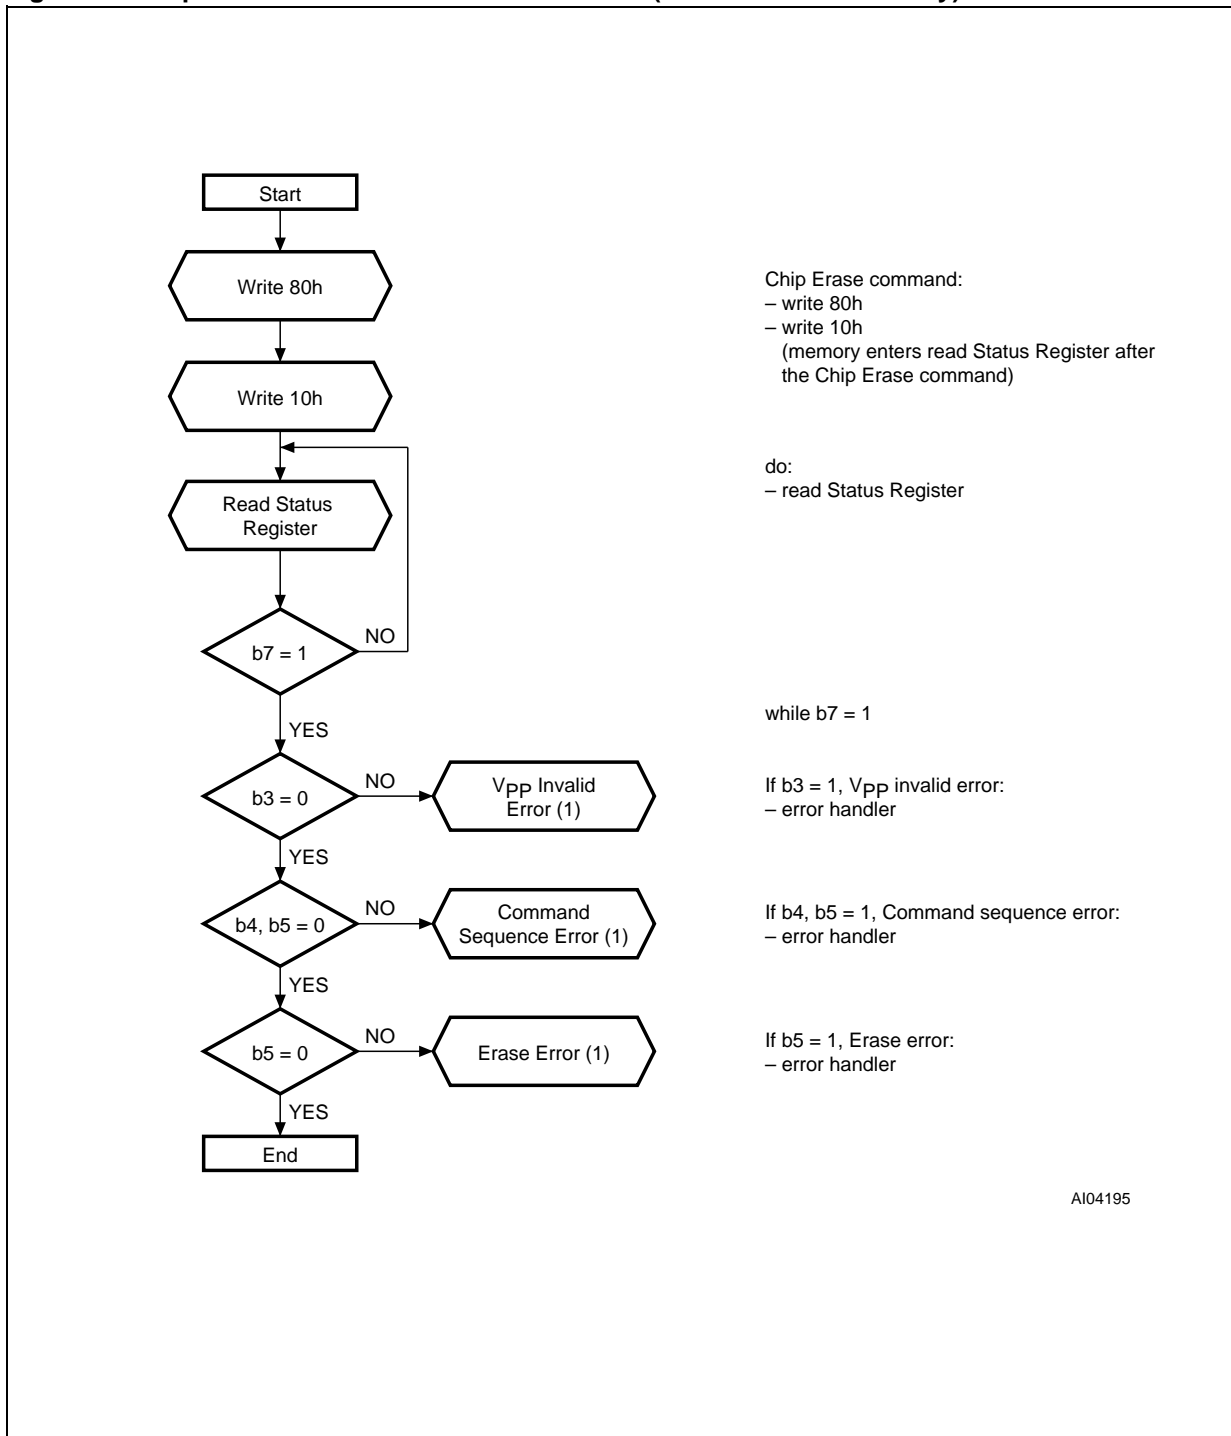 Start
Write 80h
Chip Erase command:
– write 80h
– write 10h
(memory enters read Status Register after
the Chip Erase command)
Write 10h
do:
– read Status Register
Read Status
Register
b7 = 1
NO
while b7 = 1
YES
b3 = 0
NO
VPP Invalid
Error (1)
If b3 = 1, VPP invalid error:
– error handler
YES
b4, b5 = 0
NO
Command
Sequence Error (1)
If b4, b5 = 1, Command sequence error:
– error handler
YES
b5 = 0
NO
Erase Error (1)
If b5 = 1, Erase error:
– error handler
YES
End
AI04195